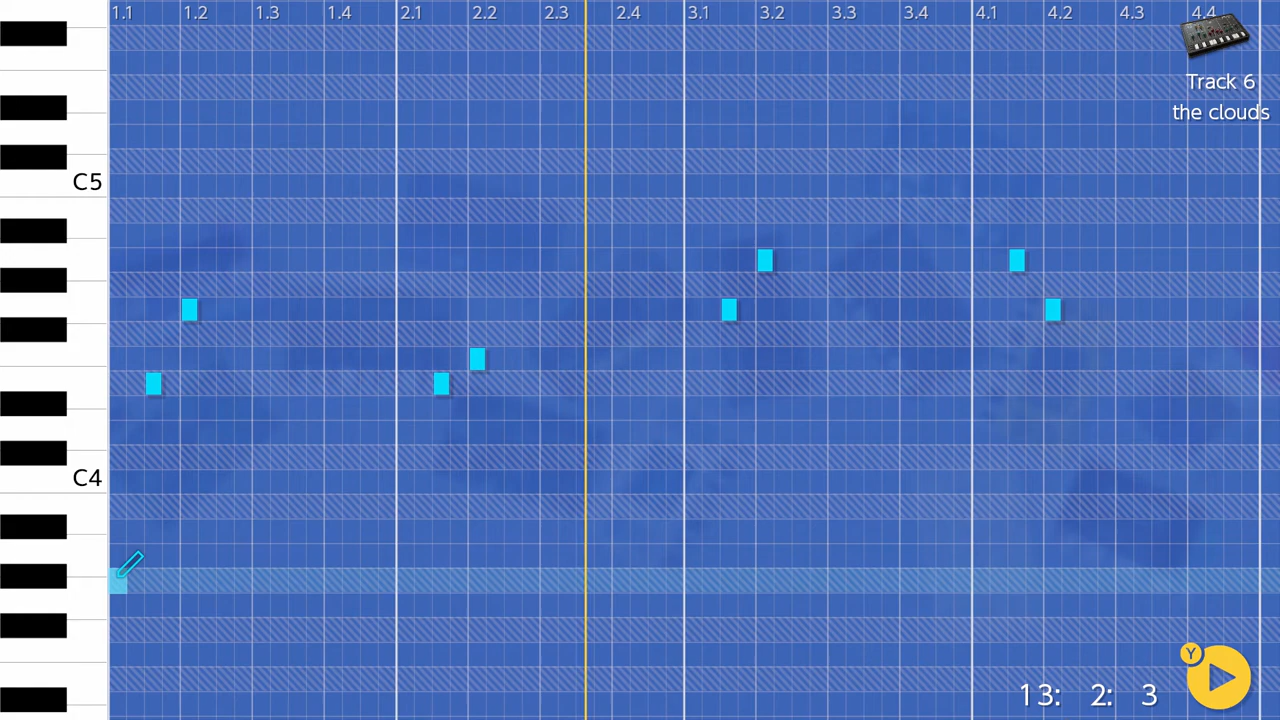 1.1 1.2 1.3 1.4 2.1 2.2 2.3 2.4 3.1 3.2 3.3 3.4 4.1 4.2 4.3 4.4
Track 6
the clouds
C5
C4
Y
13: 2: 3